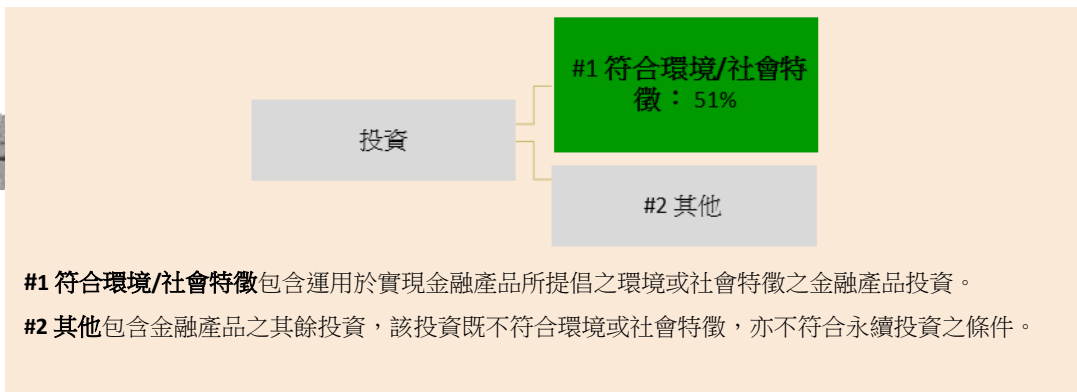 #1 符合環境/社會特
徵： 51%
投資
#2 其他
#1 符合環境/社會特徵包含運用於實現金融產品所提倡之環境或社會特徵之金融產品投資。
#2 其他包含金融產品之其餘投資，該投資既不符合環境或社會特徵，亦不符合永續投資之條件。